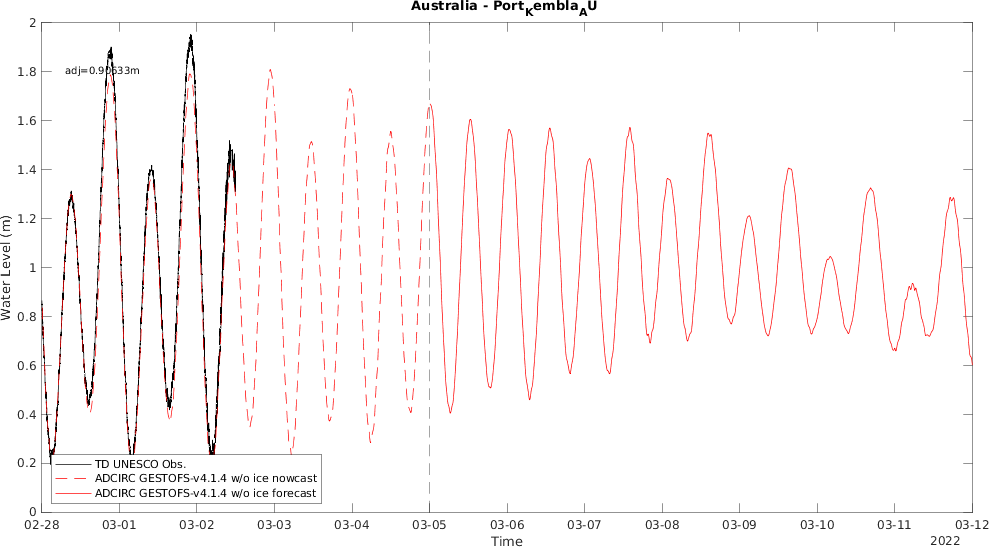 Australia - Port_Kembla_AU
2
1.8
adj=0.90633m
1.6
1.4
1.2
1
0.8
0.6
0.4
0.2
0
Water Level (m)
TD UNESCO Obs.
ADCIRC GESTOFS-v4.1.4 w/o ice nowcast
ADCIRC GESTOFS-v4.1.4 w/o ice forecast
02-28 03-01 03-02 03-03 03-04 03-05 03-06 03-07 03-08 03-09 03-10 03-11 03-12
Time
2022